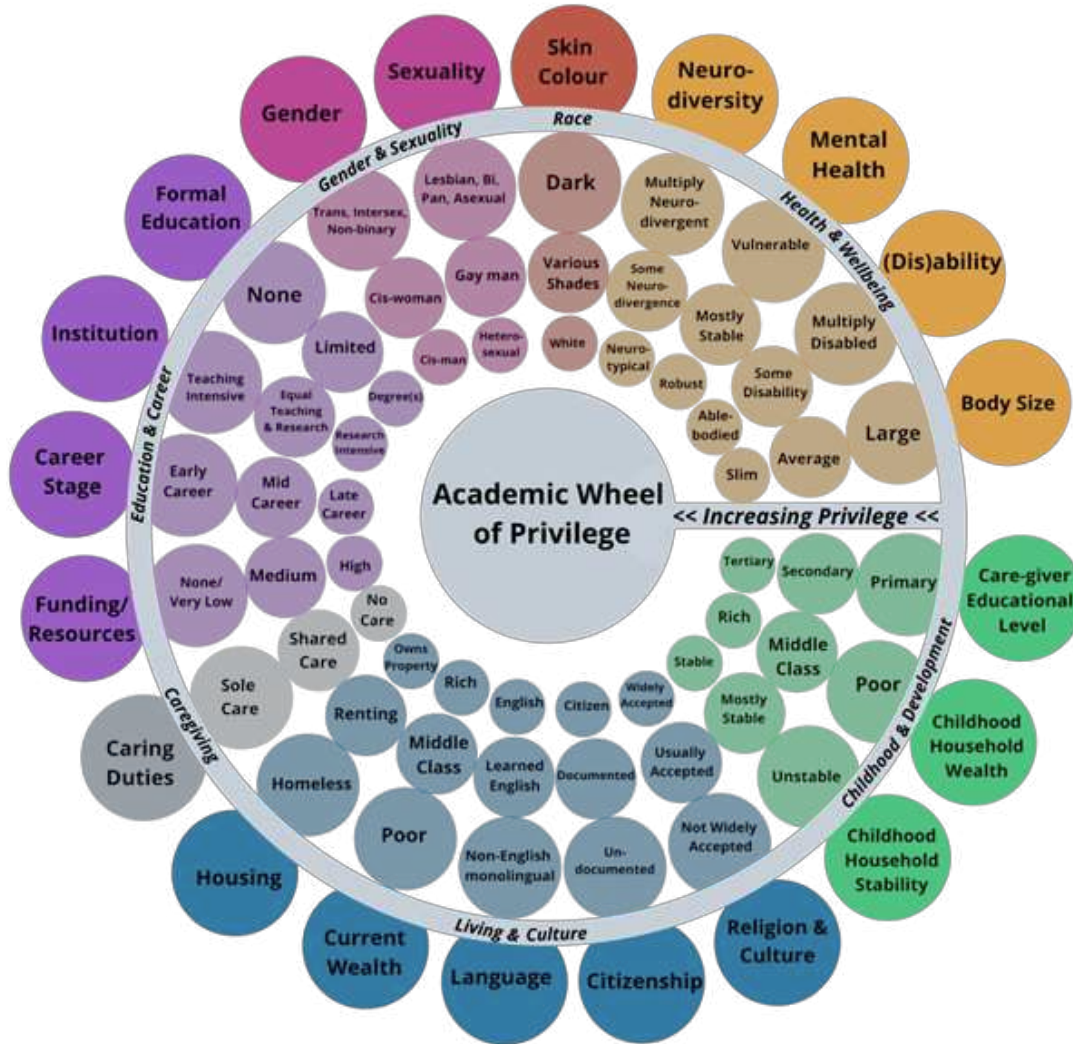 Academic Wheel
of Privilege
<< Increasing Privilege <<
Race
Skin
Colour
Dark
Various
Shades
White
Health & Wellbeing
Neuro-
diversity
Multiply
Neuro-
divergent
Some
Neuro-
divergence
Neuro-
typical
Mental
Health
Vulnerable
Mostly
Stable
Robust
(Dis)ability
Multiply
Disabled
Some
Disability
Able-
bodied
Body Size
Large
Average
Slim
Childhood & Development
Care-giver
Educational
Level
Primary
Secondary
Tertiary
Childhood
Household
Wealth
Poor
Middle
Class
Rich
Childhood
Household
Stability
Unstable
Mostly
Stable
Stable
Living & Culture
Religion &
Culture
Not Widely
Accepted
Usually
Accepted
Widely
Accepted
Citizenship
Un-
documented
Documented
Citizen
Language
Non-English
monolingual
Learned
English
English
Current
Wealth
Poor
Middle
Class
Rich
Housing
Homeless
Renting
Owns
Property
Caregiving
Caring
Duties
Sole
Care
Shared
Care
No
Care
Education & Career
Funding/
Resources
None/
Very Low
Medium
High
Career
Stage
Early
Career
Mid
Career
Late
Career
Institution
Teaching
Intensive
Equal
Teaching
& Research
Research
Intensive
Formal
Education
None
Limited
Degree(s)
Gender & Sexuality
Gender
Trans, Intersex,
Non-binary
Cis-woman
Cis-man
Sexuality
Lesbian, Bi,
Pan, Asexual
Gay man
Hetero-
sexual